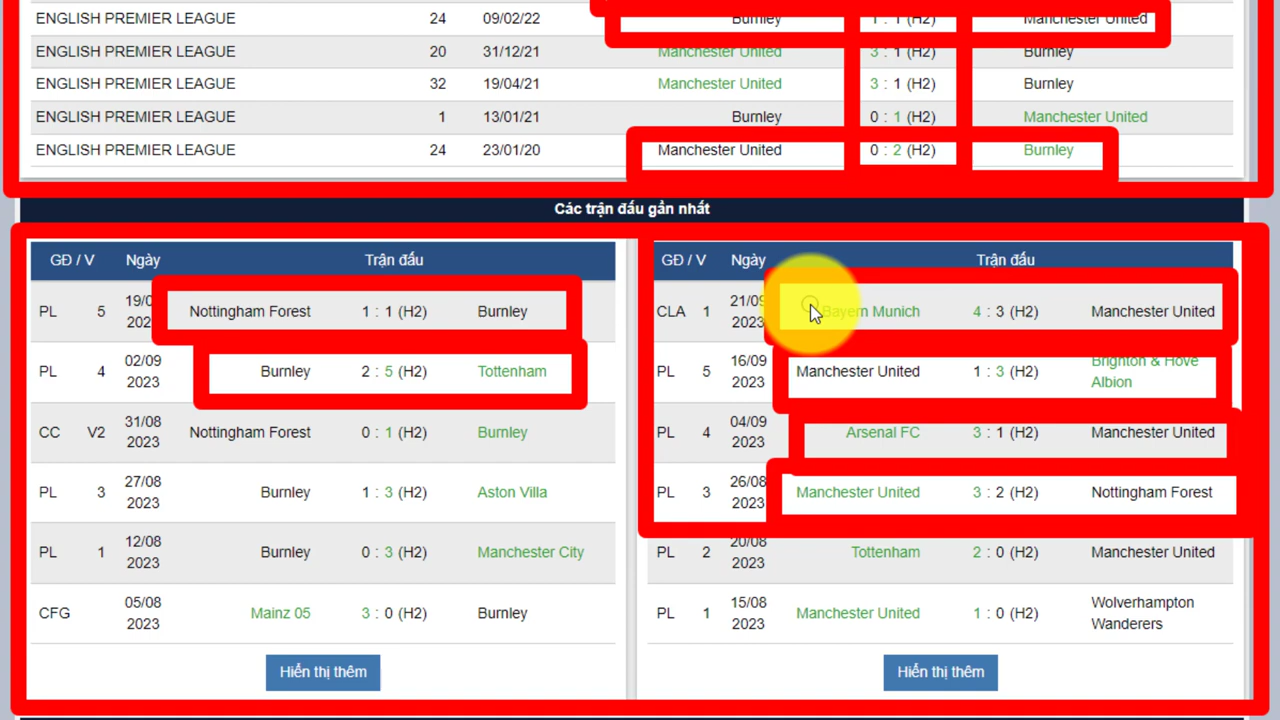 ENGLISH PREMIER LEAGUE 24 09/02/22 Burnley 1 : 1 (H2) Manchester United
ENGLISH PREMIER LEAGUE 20 31/12/21 Manchester United 3 : 1 (H2) Burnley
ENGLISH PREMIER LEAGUE 32 19/04/21 Manchester United 3 : 1 (H2) Burnley
ENGLISH PREMIER LEAGUE 1 13/01/21 Burnley 0 : 1 (H2) Manchester United
ENGLISH PREMIER LEAGUE 24 23/01/20 Manchester United 0 : 2 (H2) Burnley
Các trận đấu gần nhất
GĐ / V Ngày Trận đấu
PL 5 Nottingham Forest 1 : 1 (H2) Burnley
PL 4 02/09 2023 Burnley 2 : 5 (H2) Tottenham
CC V2 31/08 2023 Nottingham Forest 0 : 1 (H2) Burnley
PL 3 27/08 2023 Burnley 1 : 3 (H2) Aston Villa
PL 1 12/08 2023 Burnley 0 : 3 (H2) Manchester City
CFG 05/08 2023 Mainz 05 3 : 0 (H2) Burnley
Hiển thị thêm
GĐ / V Ngày Trận đấu
CLA 1 21/09 2023 Bayern Munich 4 : 3 (H2) Manchester United
PL 5 16/09 2023 Manchester United 1 : 3 (H2) Brighton & Hove Albion
PL 4 04/09 2023 Arsenal FC 3 : 1 (H2) Manchester United
PL 3 26/08 2023 Manchester United 3 : 2 (H2) Nottingham Forest
PL 2 20/08 2023 Tottenham 2 : 0 (H2) Manchester United
PL 1 15/08 2023 Manchester United 1 : 0 (H2) Wolverhampton Wanderers
Hiển thị thêm